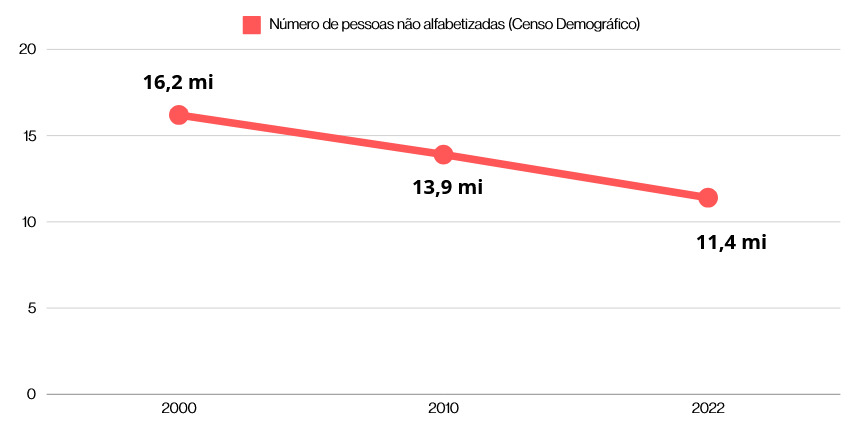 Número de pessoas não alfabetizadas (Censo Demográfico)
20
16,2 mi
15
13,9 mi
10
11,4 mi
5
0
2000 2010 2022